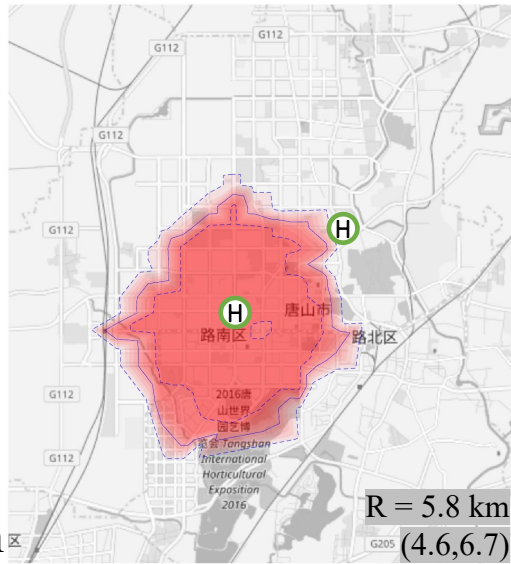 G112
G112
G112
G112
H
H
唐山市
路南区
路北区
G112
2016唐
山世界
园艺博
览会 Tangshan
International
Horticultural
Exposition
2016
G112
R = 5.8 km
G205
(4.6,6.7)
区